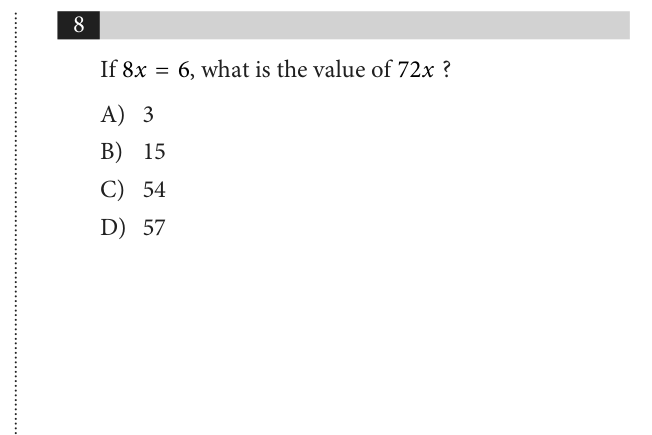 8
If 8x = 6, what is the value of 72x ?
A) 3
B) 15
C) 54
D) 57